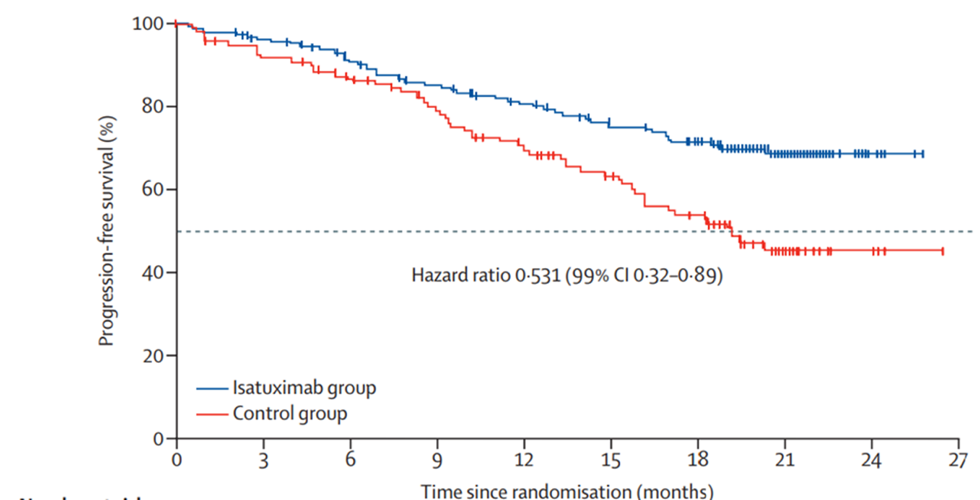 100
80
60
40
20
0
Progression-free survival (%)
Hazard ratio 0·531 (99% CI 0·32–0·89)
Isatuximab group
Control group
0 3 6 9 12 15 18 21 24 27
Time since randomisation (months)